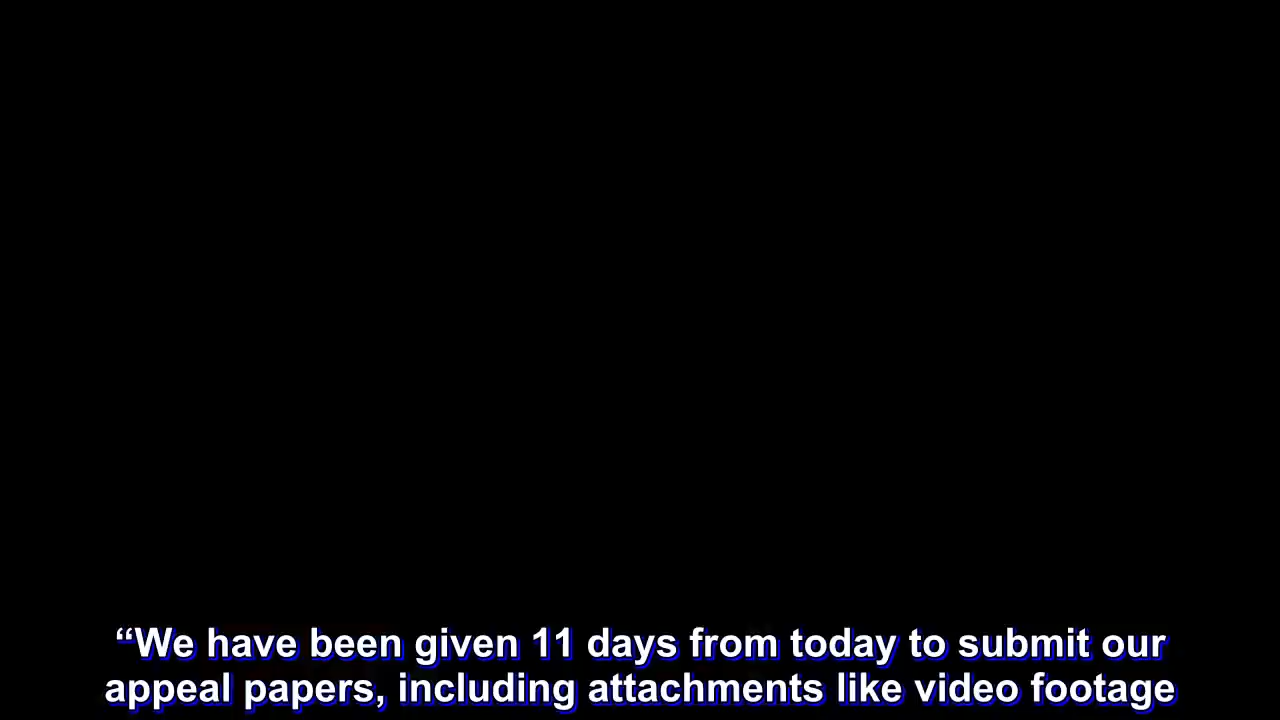 “We have been given 11 days from today to submit our
appeal papers, including attachments like video footage